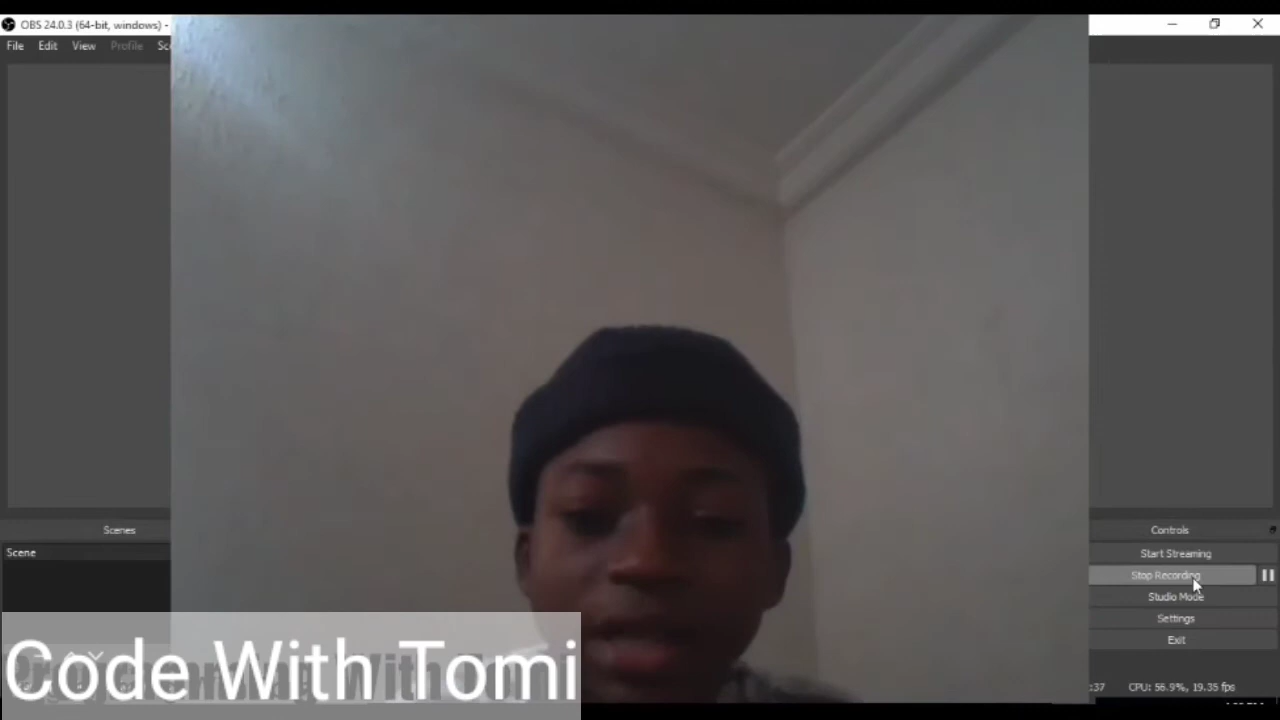 OBS 24.0.3 (64-bit, windows) -
File Edit View Profile
Scenes
Scene
Controls
Start Streaming
Stop Recording
Studio Mode
Settings
Exit
:37 CPU: 56.9%, 19.35 fps
Code With Tomi